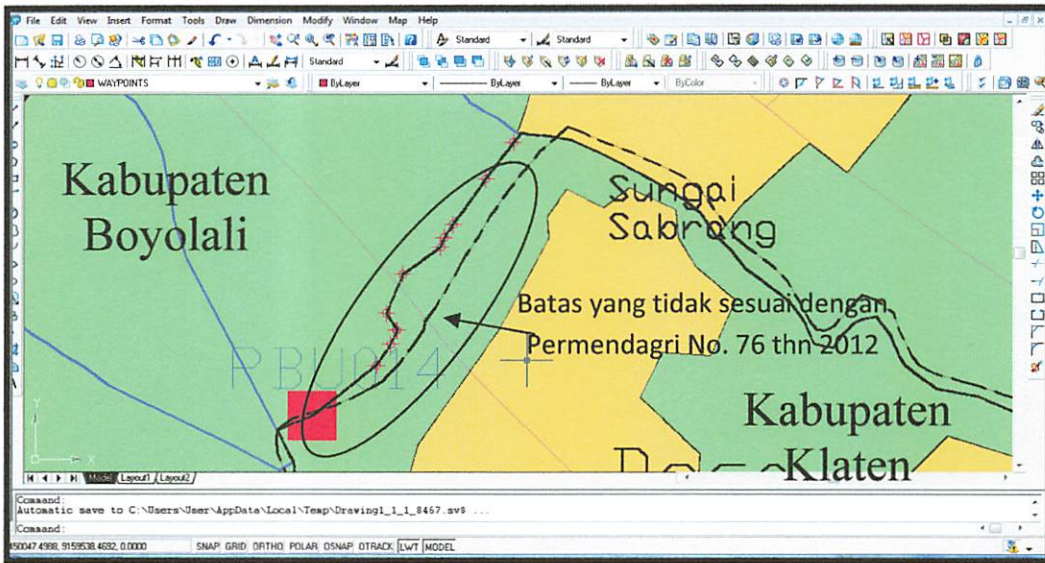 File Edit View Insert Format Tools Draw Dimension Modify Window Map Help
Standard Standard
Standard
WAYPOINTS ByLayer ByLayer ByLayer ByColor
Kabupaten
Boyolali
Sungai
Sabrang
Batas yang tidak sesuai dengan
Permendagri No. 76 thn 2012
PBU014
Kabupaten
Klaten
Model Layout1 Layout2
Command:
Automatic save to C:\Users\User\AppData\Local\Temp\Drawing1_1_1_8467.sv$ ...
Command:
450047.4988, 9159538.4692, 0.0000 SNAP GRID ORTHO POLAR OSNAP OTRACK LWT MODEL